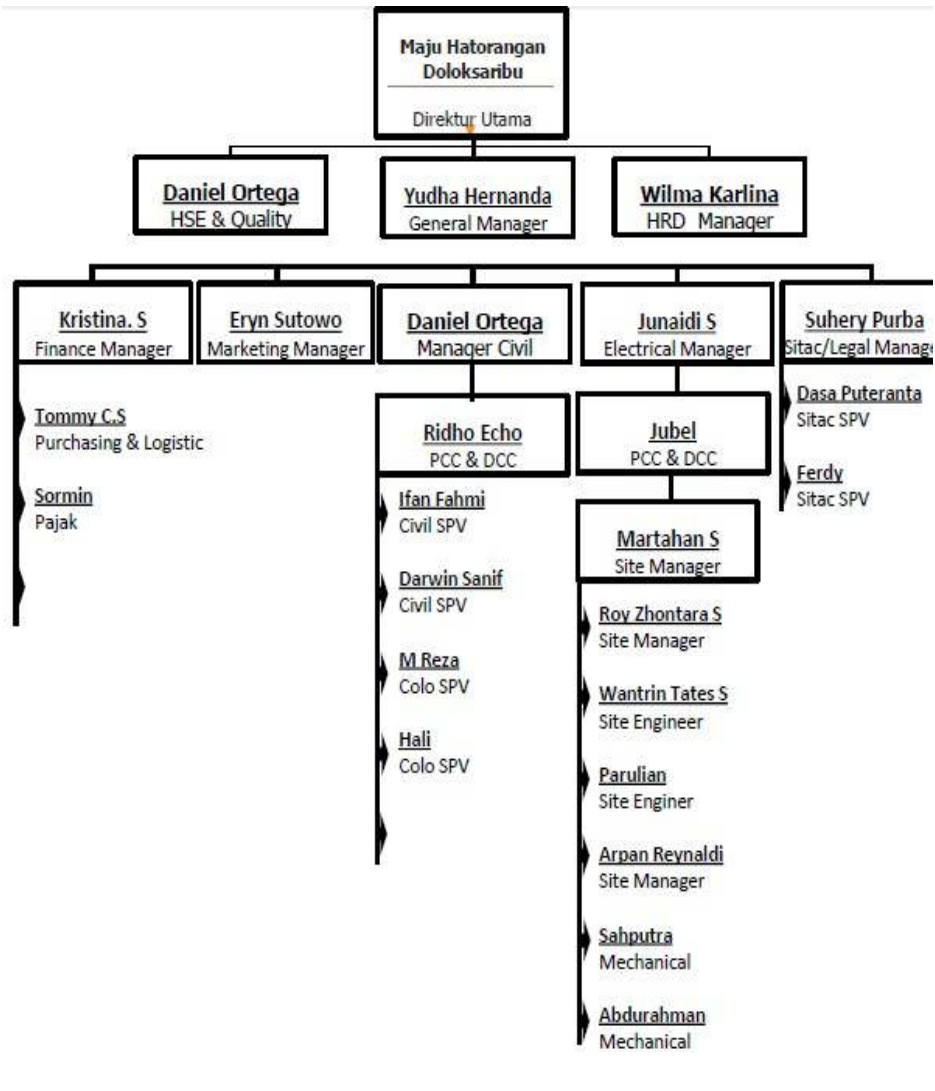 Maju Hatorangan
Doloksaribu
Direktur Utama
Daniel Ortega
HSE & Quality
Yudha Hernanda
General Manager
Wilma Karlina
HRD Manager
Kristina. S
Finance Manager
Eryn Sutowo
Marketing Manager
Daniel Ortega
Manager Civil
Junaidi S
Electrical Manager
Suhery Purba
Sitac/Legal Manage
Tommy C.S
Purchasing & Logistic
Sormin
Pajak
Ridho Echo
PCC & DCC
Ifan Fahmi
Civil SPV
Darwin Sanif
Civil SPV
M Reza
Colo SPV
Hali
Colo SPV
Jubel
PCC & DCC
Martahan S
Site Manager
Roy Zhontara S
Site Manager
Wantrin Tates S
Site Engineer
Parulian
Site Enginer
Arpan Reynaldi
Site Manager
Sahputra
Mechanical
Abdurahman
Mechanical
Dasa Puteranta
Sitac SPV
Ferdy
Sitac SPV